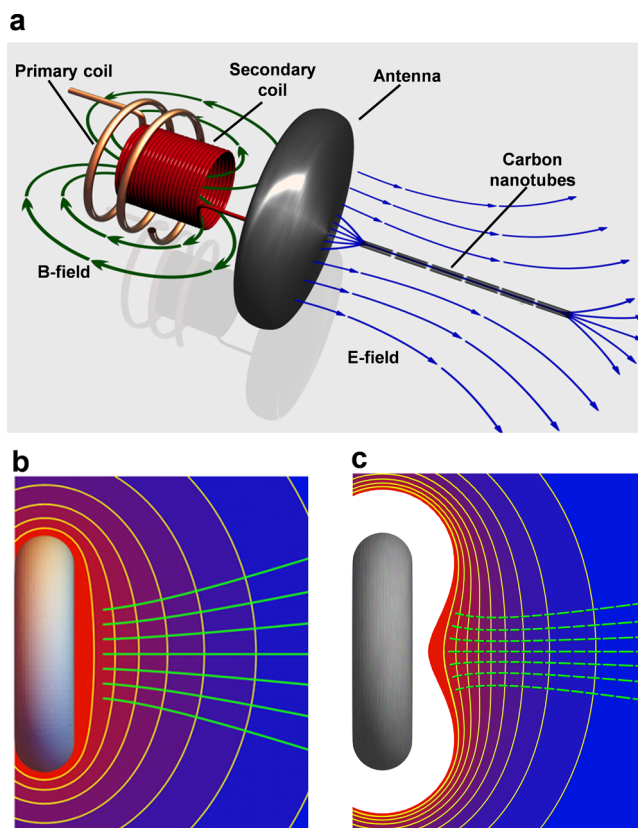 a
Primary coil
Secondary
coil
Antenna
Carbon
nanotubes
B-field
E-field
b
c